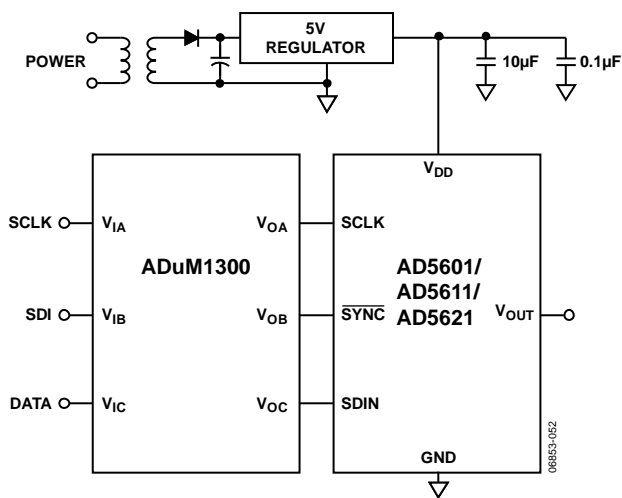 5V
REGULATOR
POWER
10µF
0.1µF
VDD
SCLK
VIA
VOA
SCLK
ADuM1300
AD5601/
AD5611/
AD5621
SDI
VIB
VOB
SYNC
VOUT
DATA
VIC
VOC
SDIN
GND
06853-052